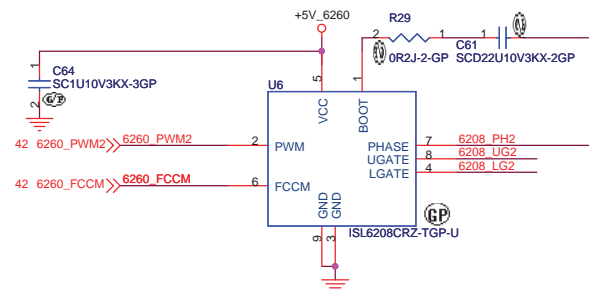 +5V_6260
R29
2
1
0R2J-2-GP
1
C61
SCD22U10V3KX-2GP
1
C64
SC1U10V3KX-3GP
2
G/P
U6
5
1
VCC
BOOT
42 6260_PWM2 6260_PWM2 2 PWM
PHASE 7 6208_PH2
UGATE 8 6208_UG2
LGATE 4 6208_LG2
42 6260_FCCM 6260_FCCM 6 FCCM
GND
GND
9
3
GP
ISL6208CRZ-TGP-U